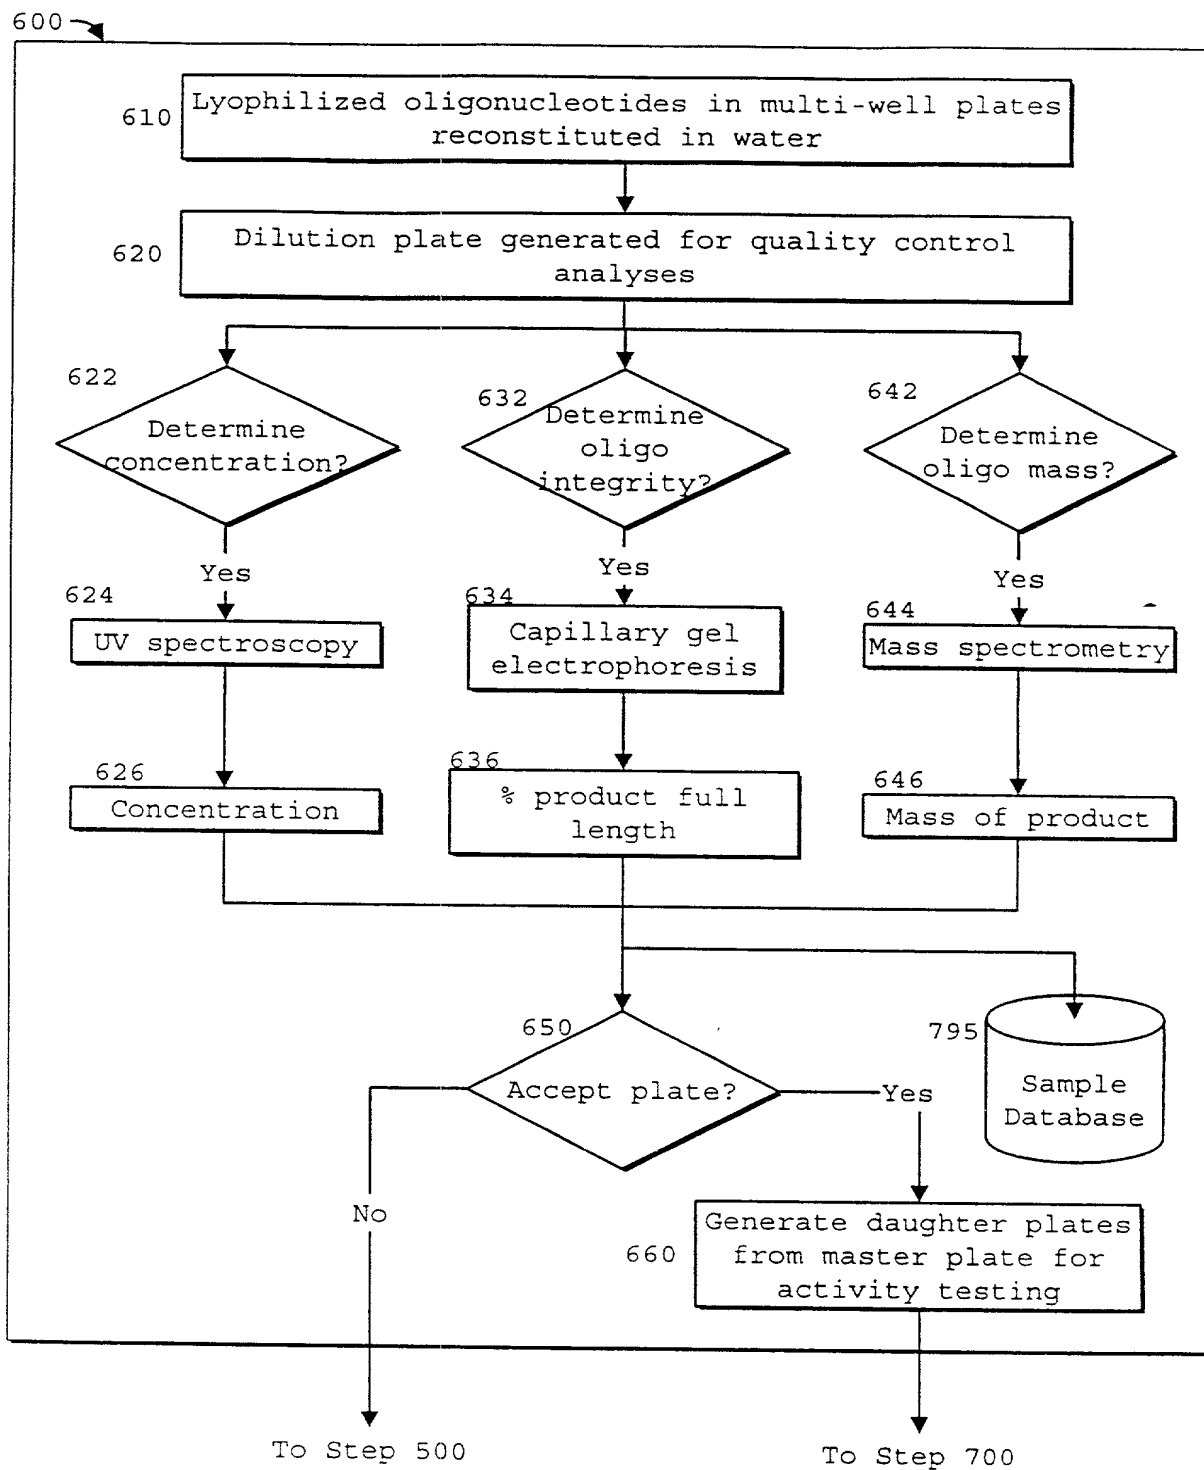 600
610
Lyophilized oligonucleotides in multi-well plates
reconstituted in water
620
Dilution plate generated for quality control
analyses
622
Determine
concentration?
632
Determine
oligo
integrity?
642
Determine
oligo mass?
Yes
Yes
Yes
624
UV spectroscopy
634
Capillary gel
electrophoresis
644
Mass spectrometry
626
Concentration
636
% product full
length
646
Mass of product
650
Accept plate?
Yes
795
Sample
Database
No
660
Generate daughter plates
from master plate for
activity testing
To Step 500
To Step 700